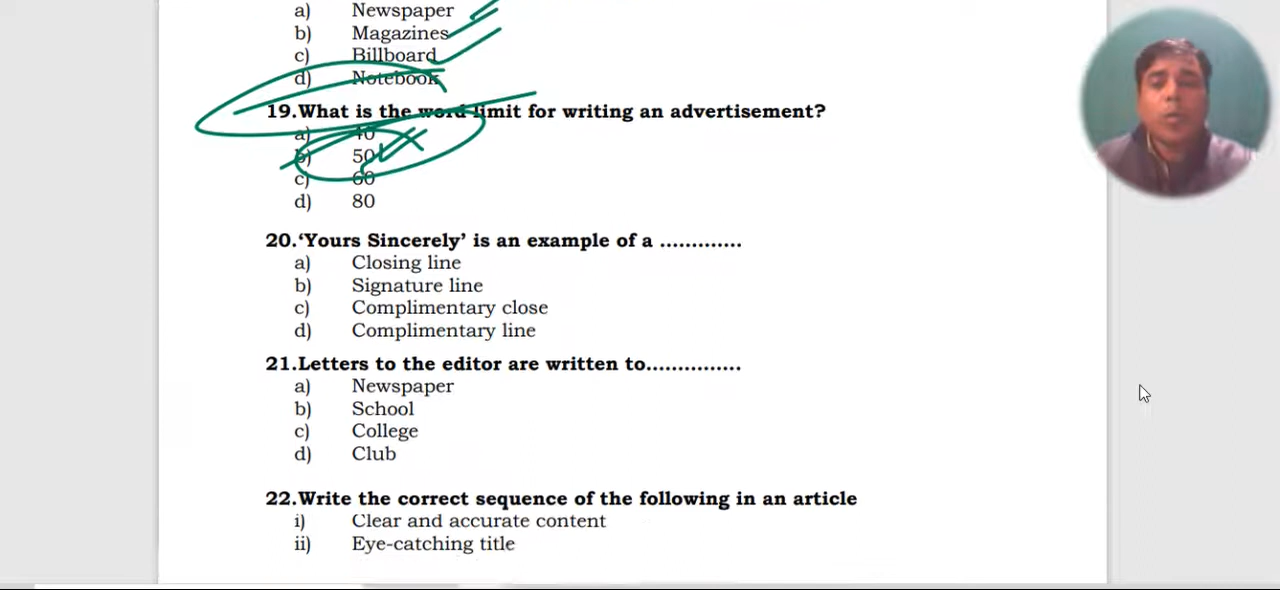 a) Newspaper
b) Magazines
c) Billboard
d) Notebook
19.What is the word limit for writing an advertisement?
a) 40
b) 50
c) 60
d) 80
20.‘Yours Sincerely’ is an example of a .............
a) Closing line
b) Signature line
c) Complimentary close
d) Complimentary line
21.Letters to the editor are written to...............
a) Newspaper
b) School
c) College
d) Club
22.Write the correct sequence of the following in an article
i) Clear and accurate content
ii) Eye-catching title